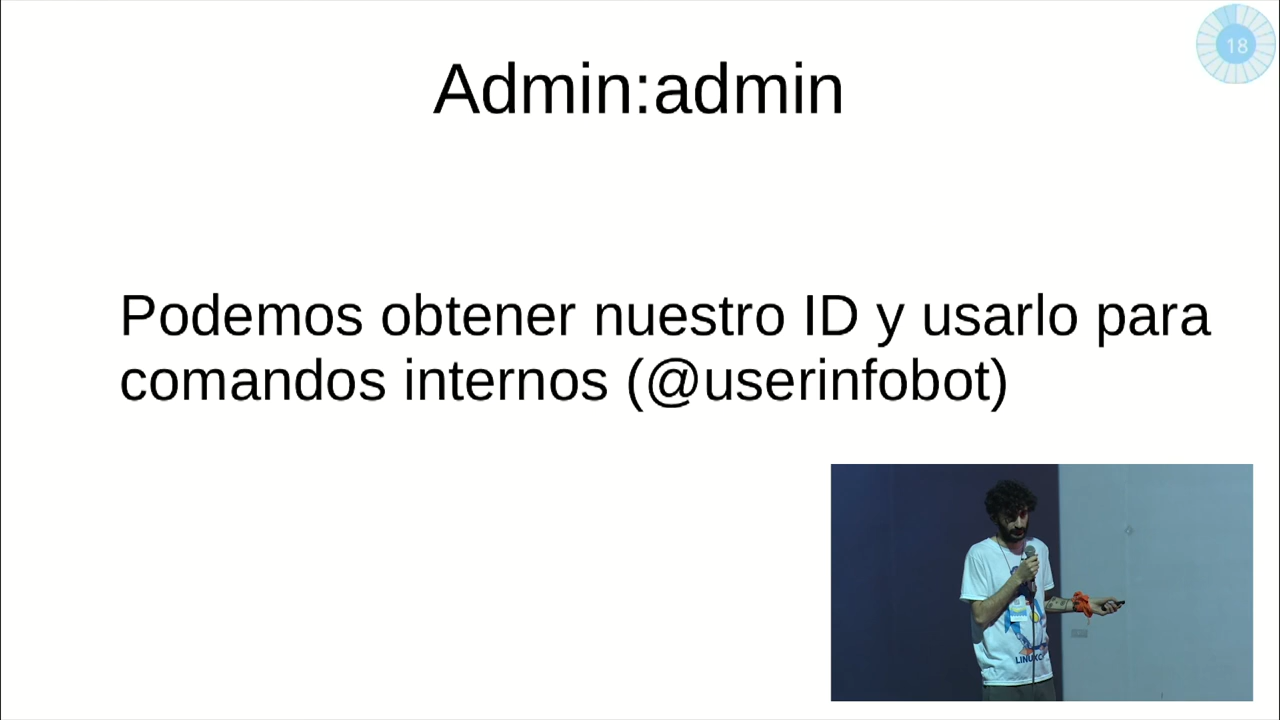 18
Admin:admin
Podemos obtener nuestro ID y usarlo para
comandos internos (@userinfobot)